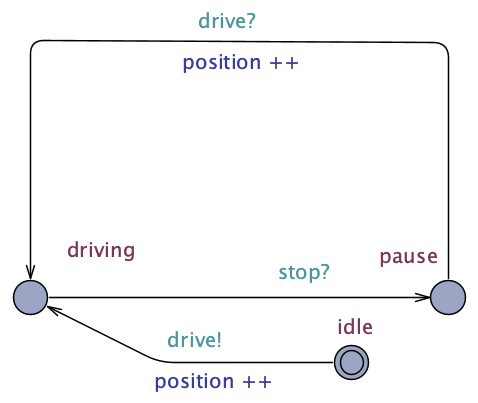 drive?
position ++
driving
pause
stop?
idle
drive!
position ++